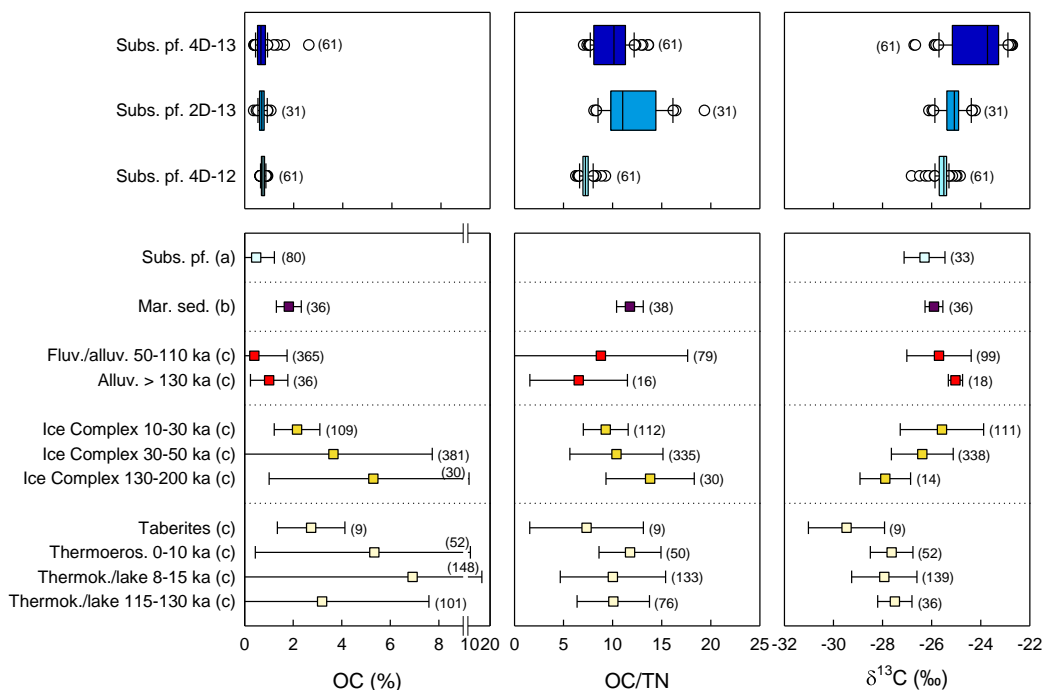 Subs. pf. 4D-13 (61) (61) (61)
Subs. pf. 2D-13 (31) (31) (31)
Subs. pf. 4D-12 (61) (61) (61)
0 2 4 6 8 10
Subs. pf. (a) (80) (33)
Mar. sed. (b) (36) (38) (36)
Fluv./alluv. 50-110 ka (c) (365) (79) (99)
Alluv. > 130 ka (c) (36) (16) (18)
Ice Complex 10-30 ka (c) (109) (112) (111)
Ice Complex 30-50 ka (c) (381) (335) (338)
Ice Complex 130-200 ka (c) (30) (30) (14)
Taberites (c) (9) (9) (9)
Thermoeros. 0-10 ka (c) (52) (50) (52)
Thermok./lake 8-15 ka (c) (148) (133) (139)
Thermok./lake 115-130 ka (c) (101) (76) (36)
0 2 4 6 8 10 20 0 5 10 15 20 25 -32 -30 -28 -26 -24 -22
OC (%) OC/TN δ¹³C (‰)